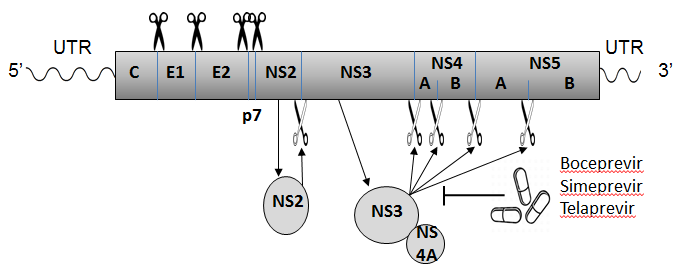 UTR
UTR
5’
3’
C
E1
E2
NS2
NS3
NS4
A
B
NS5
A
B
p7
NS2
NS3
NS
4A
Boceprevir
Simeprevir
Telaprevir